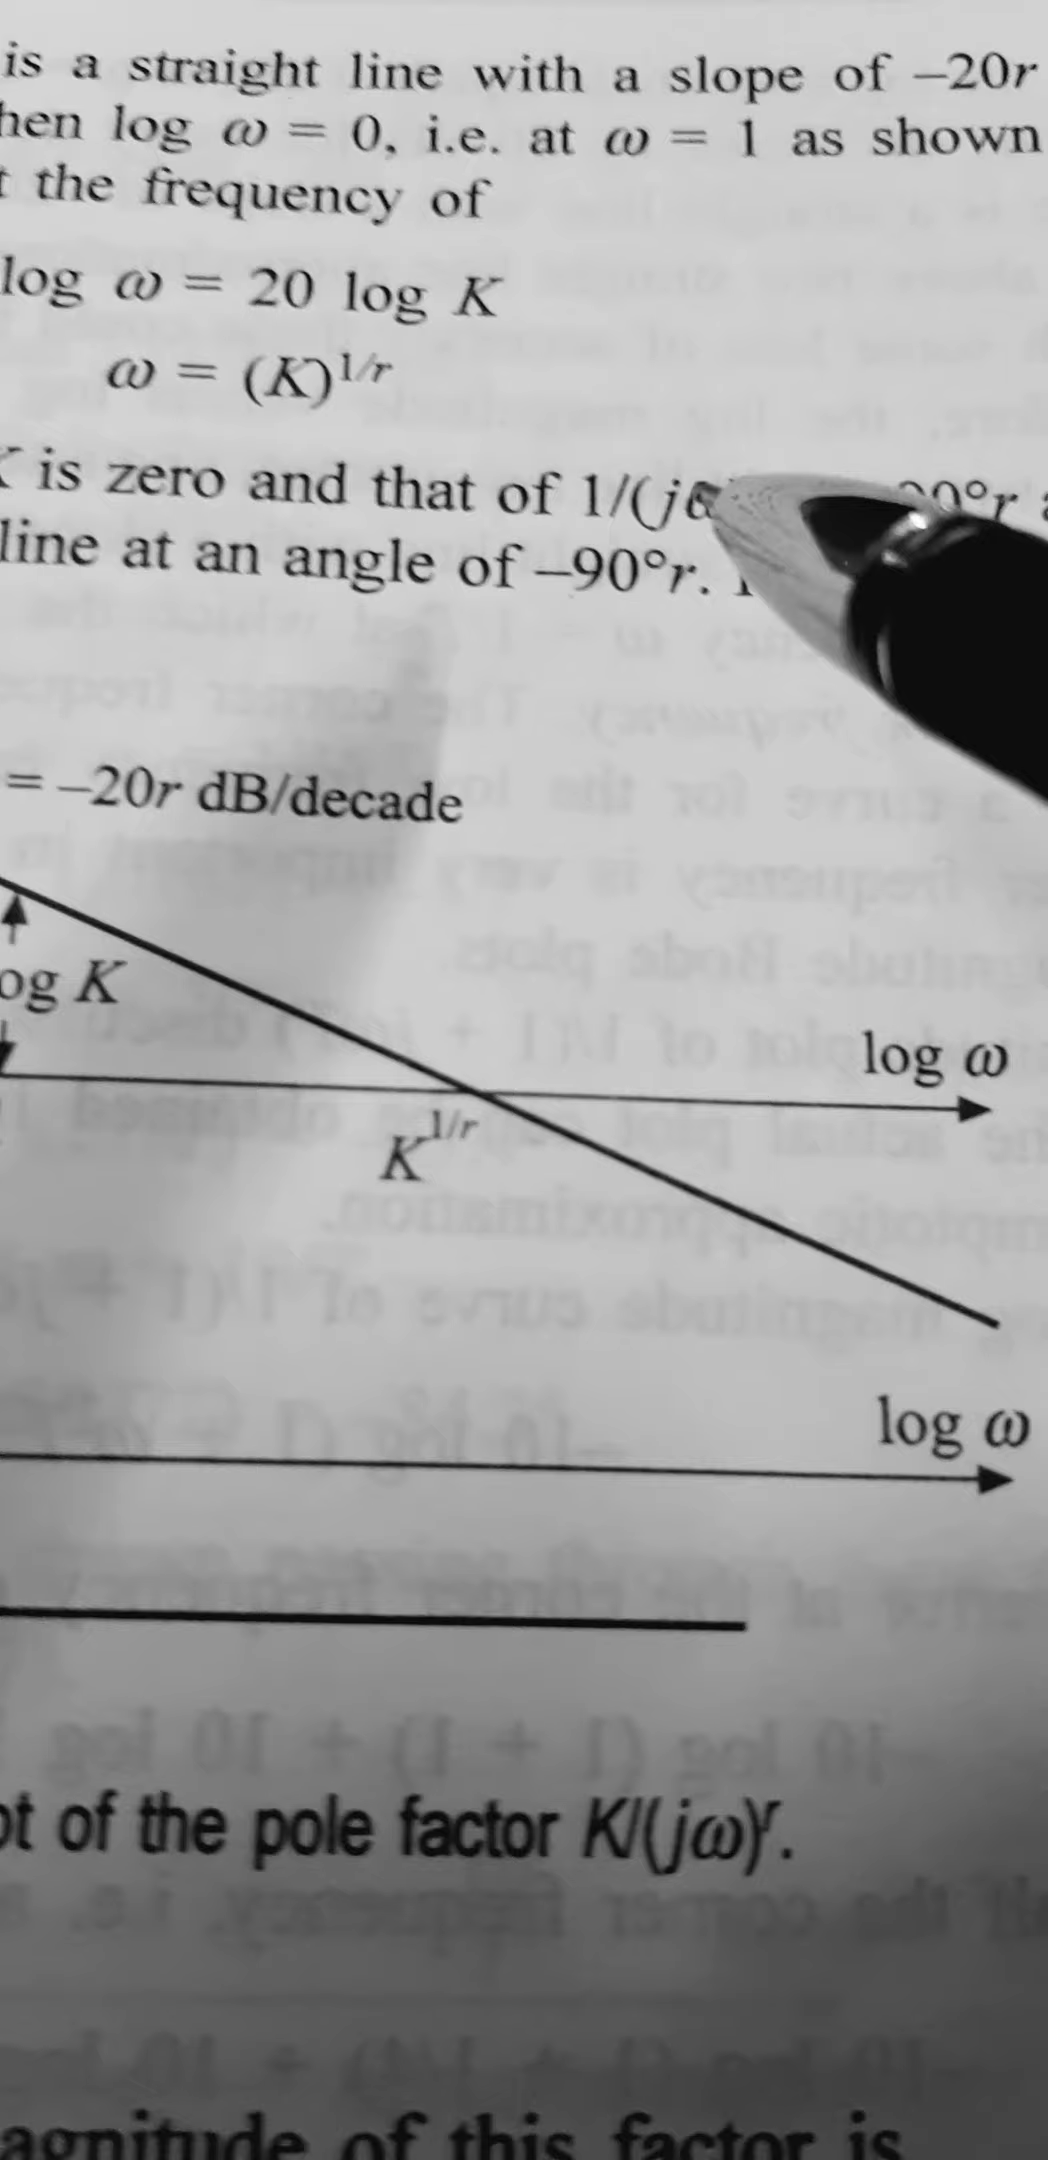 is a straight line with a slope of –20r
hen log ω = 0, i.e. at ω = 1 as shown
the frequency of
log ω = 20 log K
ω = (K)^1/r
is zero and that of 1/(j 90°r
line at an angle of –90°r.
= –20r dB/decade
og K
log ω
K^1/r
log ω
ot of the pole factor K/(jω)^r.
agnitude of this factor is